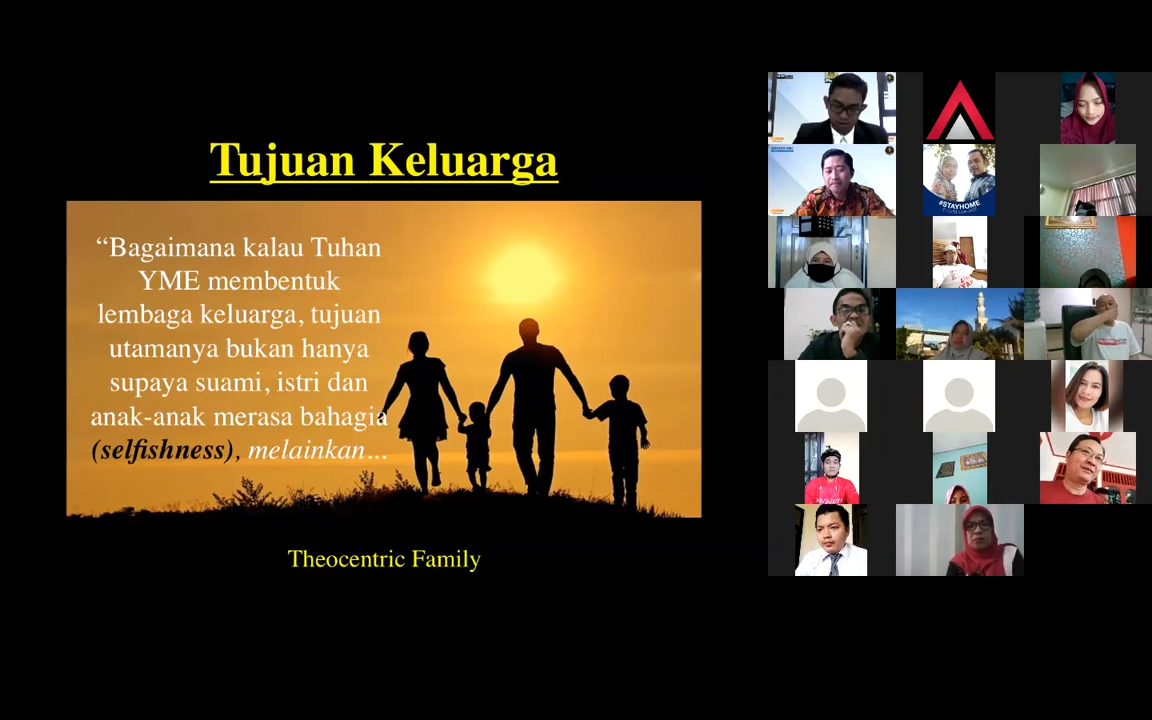 Tujuan Keluarga
“Bagaimana kalau Tuhan
YME membentuk
lembaga keluarga, tujuan
utamanya bukan hanya
supaya suami, istri dan
anak-anak merasa bahagia
(selfishness), melainkan...
Theocentric Family
#STAYHOME